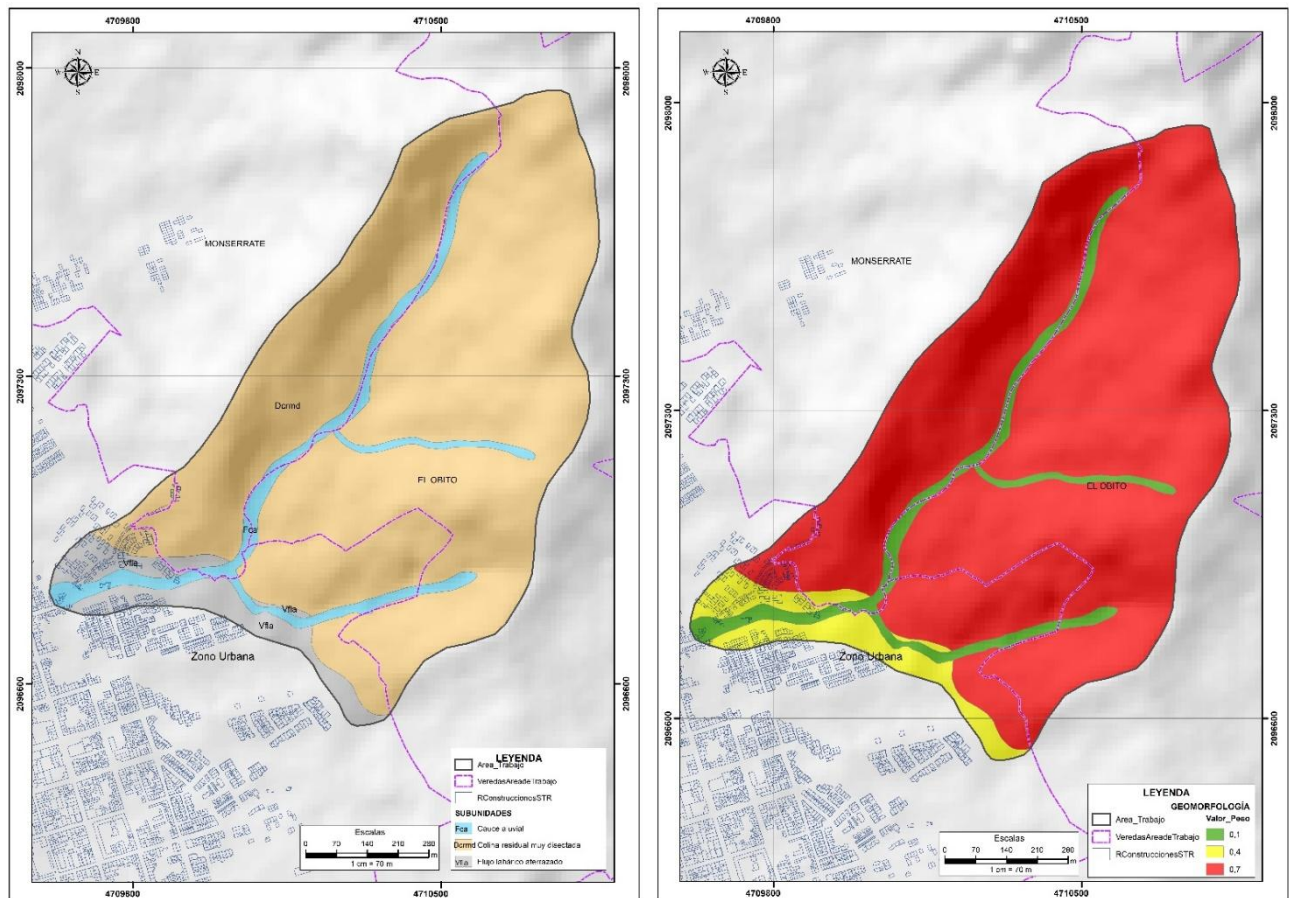 4709800
4710500
N
W
E
S
2098000
2098000
MONSERRATE
2097300
2097300
Dcrmd
EL OBITO
Fca
Vfla
Vfla
Vfla
Zono Urbana
2096600
2096600
LEYENDA
Area_Trabajo
VeredasAreadeTrabajo
RConstruccionesSTR
SUBUNIDADES
Fca Cauce aluvial
Dcrmd Colina residual muy disectada
Vfla Flujo lahárico aterrazado
Escalas
0 70 140 210 280
m
1 cm = 70 m
4709800
4710500
4709800
4710500
N
W
E
S
2098000
2098000
MONSERRATE
2097300
2097300
EL OBITO
Zono Urbana
2096600
2096600
LEYENDA
GEOMORFOLOGÍA
Area_Trabajo
Valor_Peso
VeredasAreadeTrabajo
0,1
RConstruccionesSTR
0,4
0,7
Escalas
0 70 140 210 280
m
1 cm = 70 m
4709800
4710500